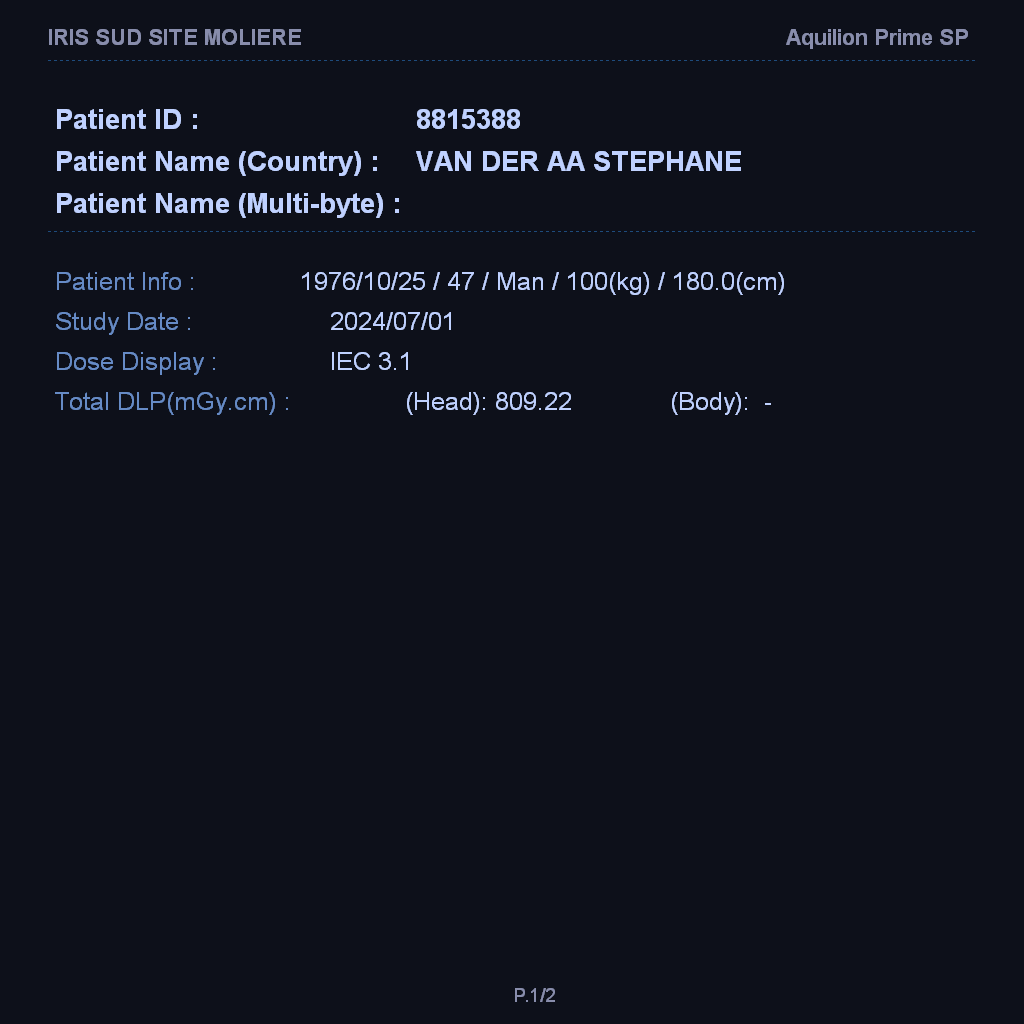 IRIS SUD SITE MOLIERE Aquilion Prime SP
Patient ID : 8815388
Patient Name (Country) : VAN DER AA STEPHANE
Patient Name (Multi-byte) :
Patient Info : 1976/10/25 / 47 / Man / 100(kg) / 180.0(cm)
Study Date : 2024/07/01
Dose Display : IEC 3.1
Total DLP(mGy.cm) : (Head): 809.22 (Body): -
P.1/2